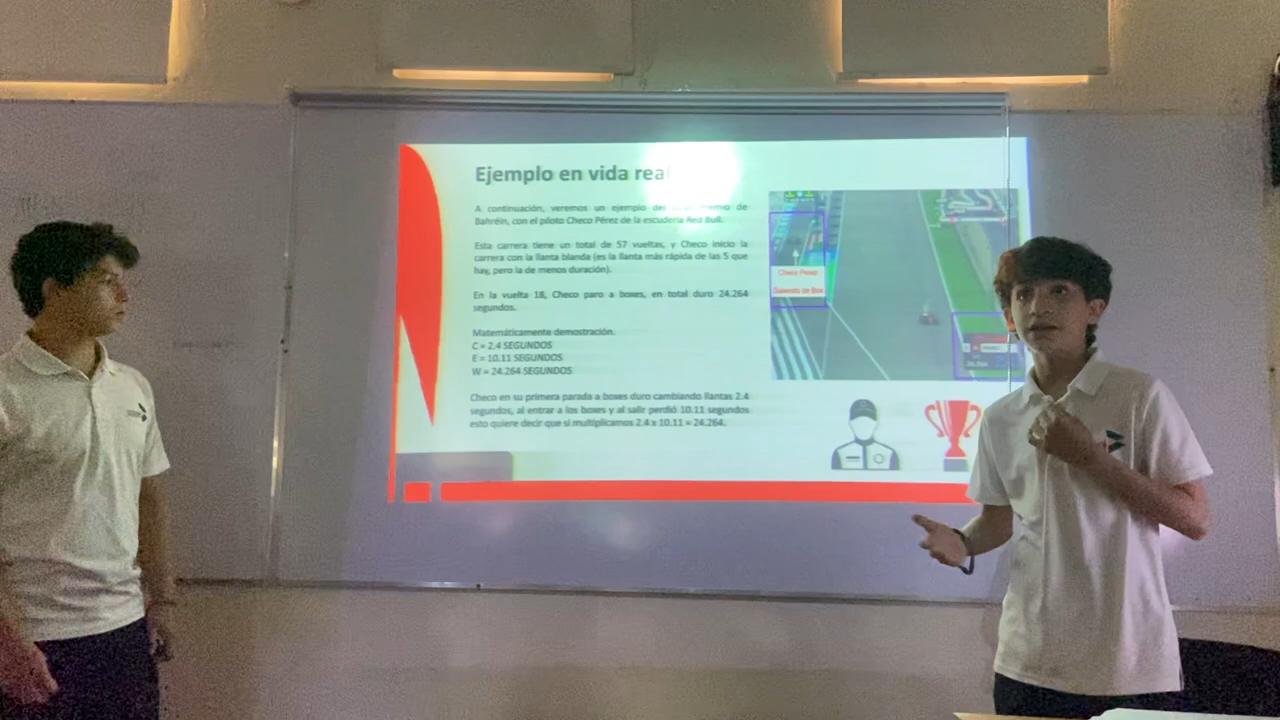 Ejemplo en vida real
A continuación, veremos un ejemplo del de
Bahréin, con el piloto Checo Pérez de la escudería Red Bull.
Esta carrera tiene un total de 57 vueltas, y Checo inicio la
carrera con la llanta blanda (es la llanta más rápida de las 5 que
hay, pero la de menos duración).
En la vuelta 18, Checo paro a boxes, en total duro 24.264
segundos.
Matemáticamente demostración.
C = 2.4 SEGUNDOS
E = 10.11 SEGUNDOS
W = 24.264 SEGUNDOS
Checo en su primera parada a boxes duro cambiando llantas 2.4
segundos, al entrar a los boxes y al salir perdió 10.11 segundos
esto quiere decir que si multiplicamos 2.4 x 10.11 = 24.264.
Checo Perez
Saliendo de Box